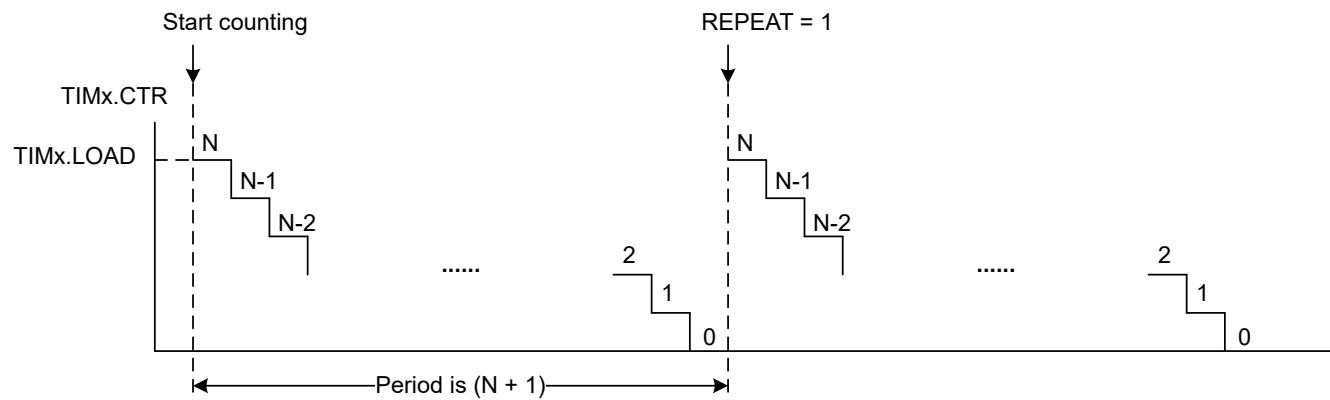 Start counting
REPEAT = 1
TIMx.CTR
TIMx.LOAD
N
N
N-1
N-1
N-2
N-2
......
2
......
2
1
1
0
0
Period is (N + 1)